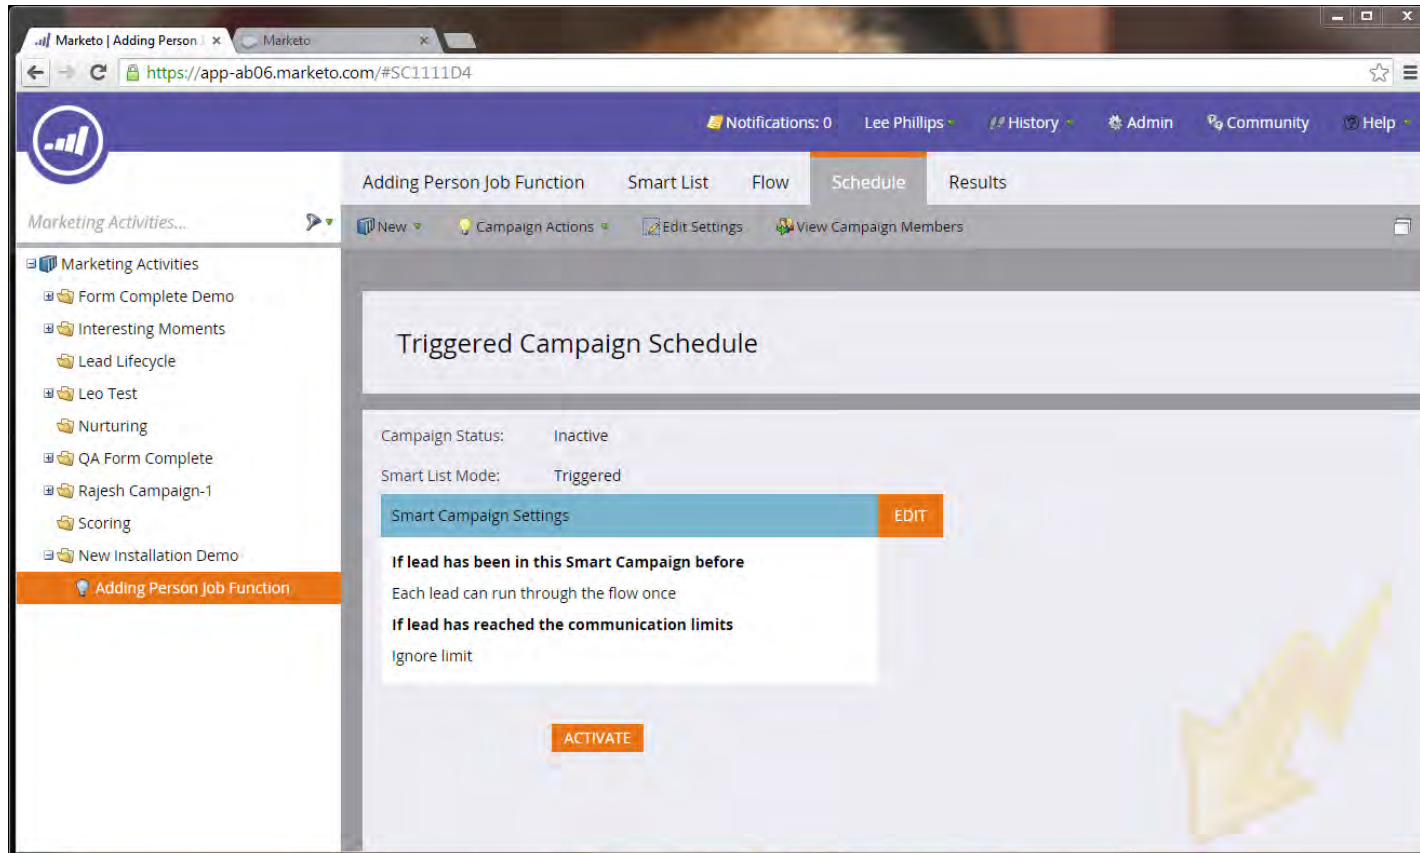 Marketo | Adding Person
Marketo
https://app-ab06.marketo.com/#SC1111D4
Notifications: 0 Lee Phillips History Admin Community Help
Adding Person Job Function Smart List Flow Schedule Results
Marketing Activities...
New Campaign Actions Edit Settings View Campaign Members
Marketing Activities
Form Complete Demo
Interesting Moments
Lead Lifecycle
Leo Test
Nurturing
QA Form Complete
Rajesh Campaign-1
Scoring
New Installation Demo
Adding Person Job Function
Triggered Campaign Schedule
Campaign Status: Inactive
Smart List Mode: Triggered
Smart Campaign Settings EDIT
If lead has been in this Smart Campaign before
Each lead can run through the flow once
If lead has reached the communication limits
Ignore limit
ACTIVATE